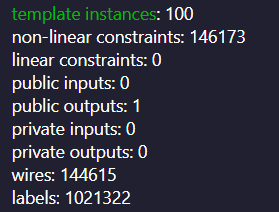 template instances: 100
non-linear constraints: 146173
linear constraints: 0
public inputs: 0
public outputs: 1
private inputs: 0
private outputs: 0
wires: 144615
labels: 1021322